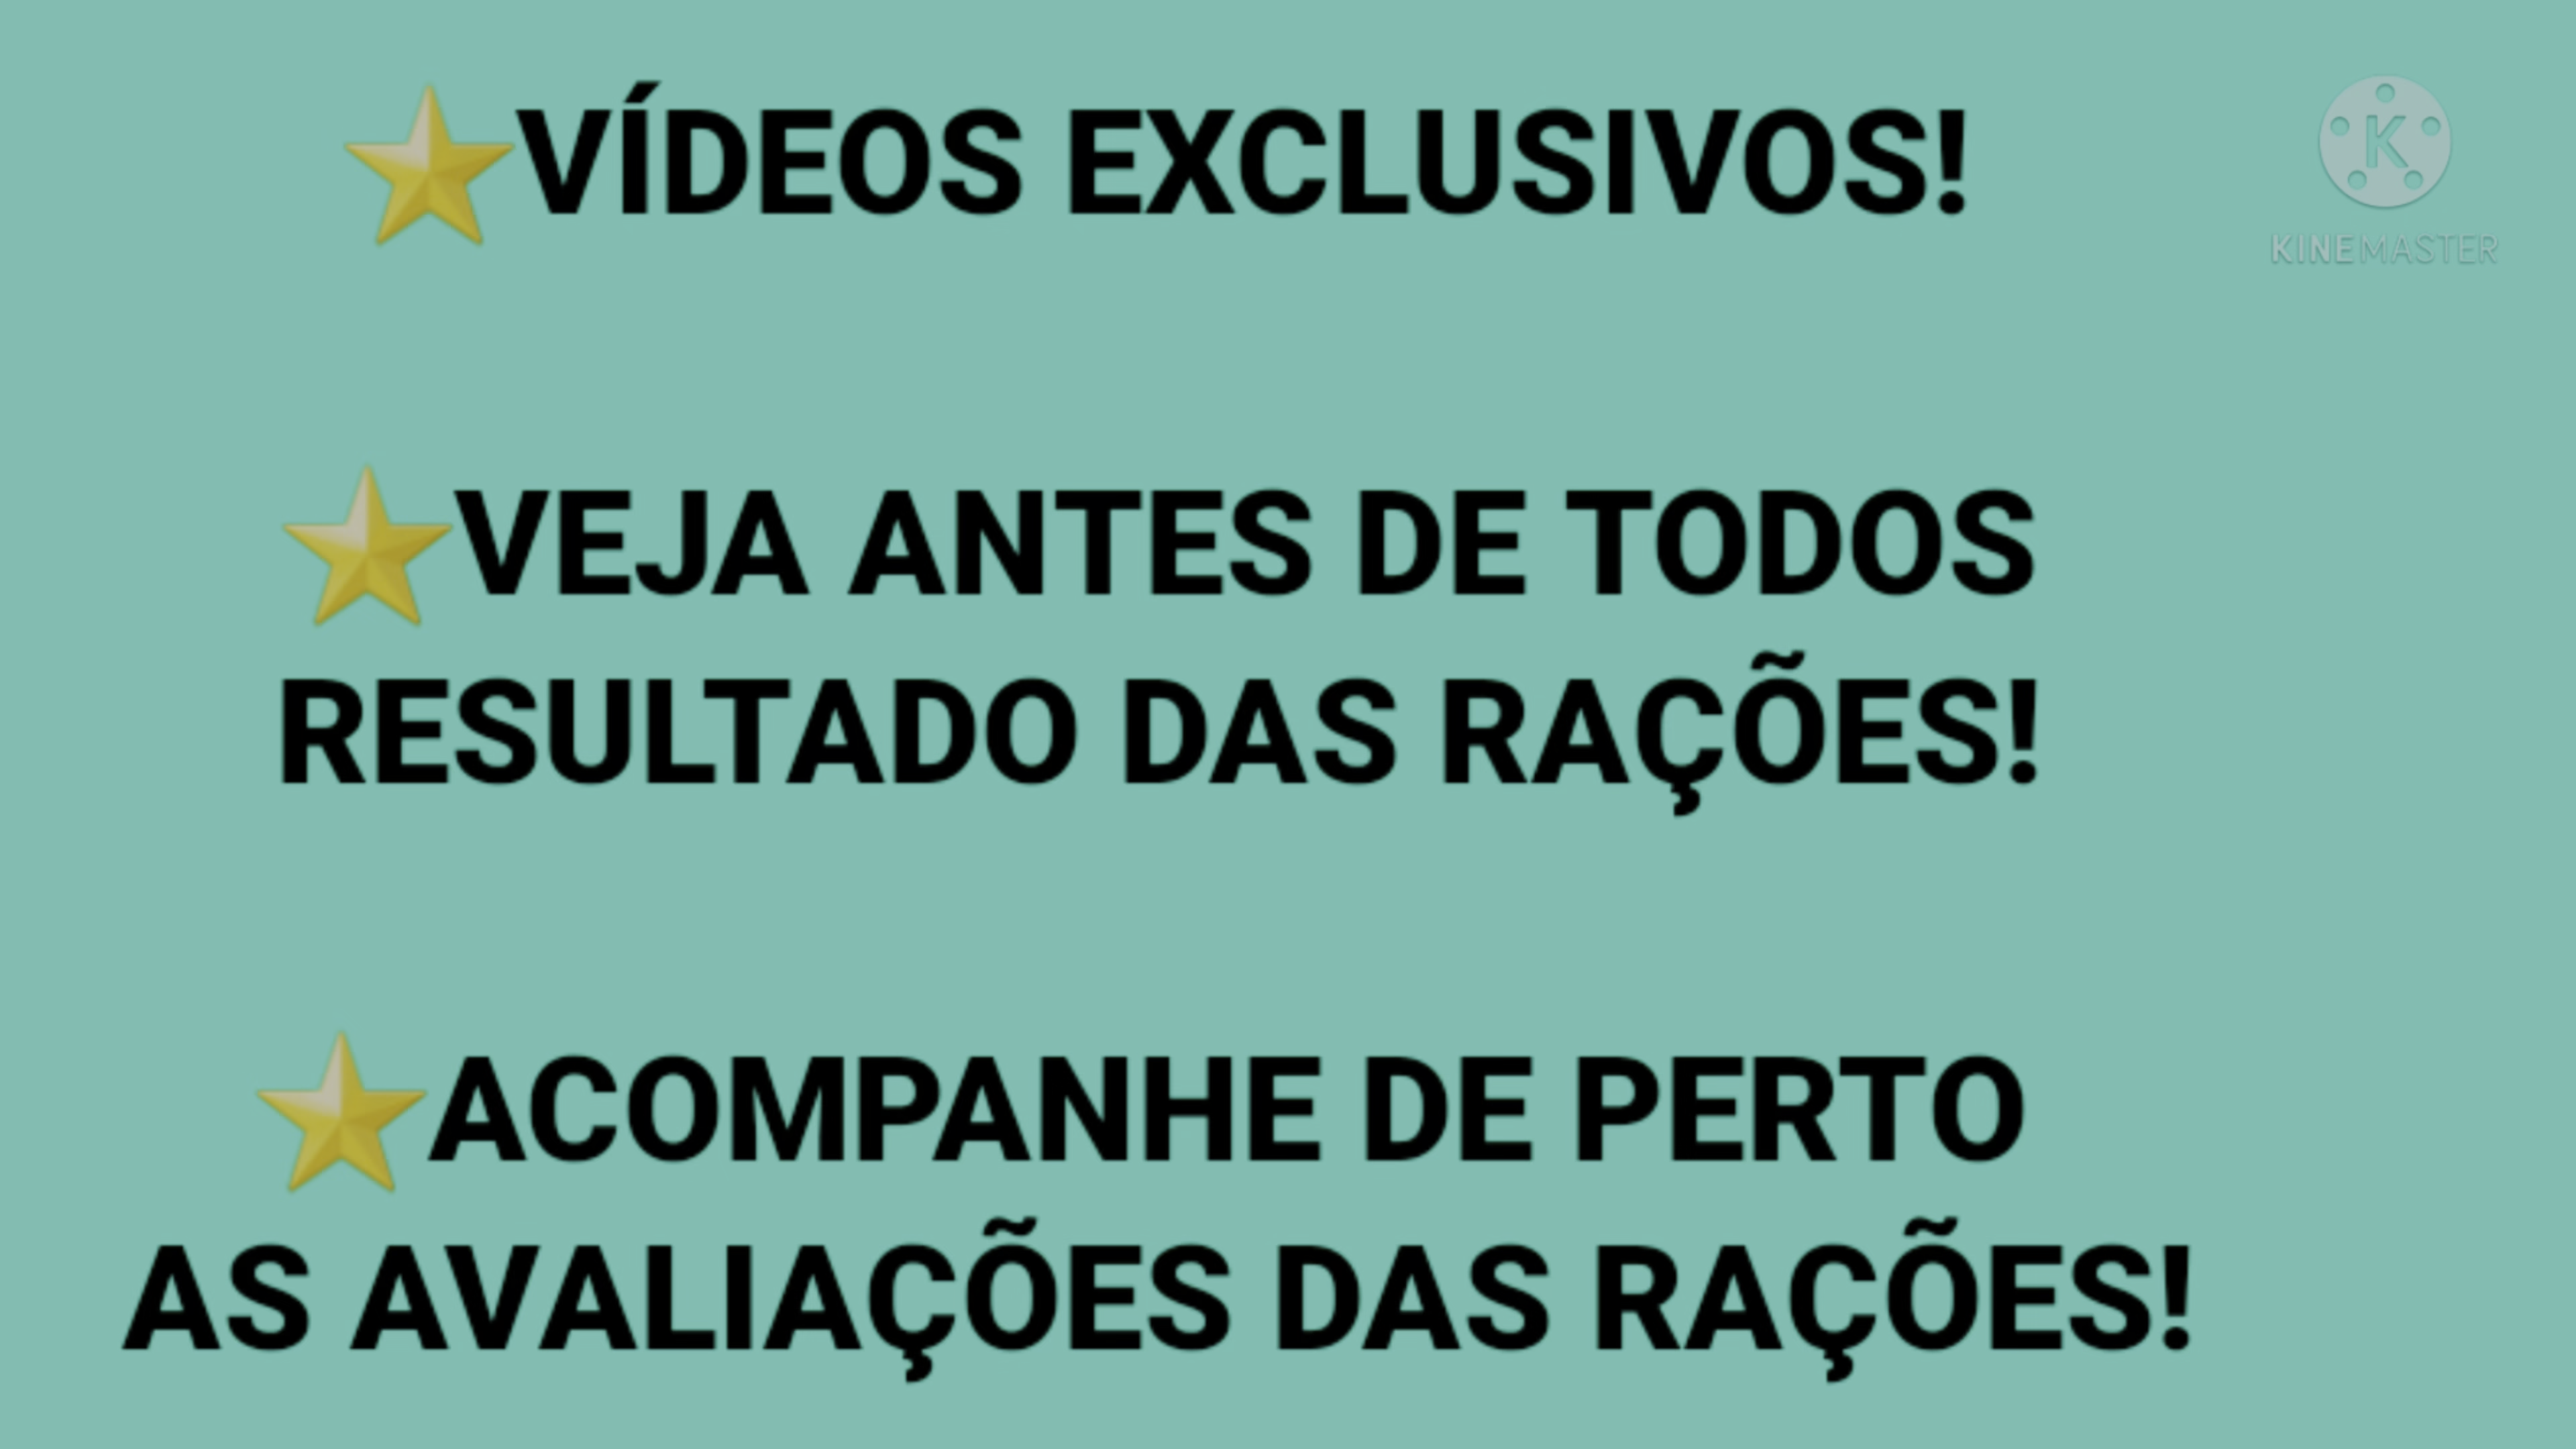 ⭐VÍDEOS EXCLUSIVOS!
KINEMASTER
⭐VEJA ANTES DE TODOS
RESULTADO DAS RAÇÕES!
⭐ACOMPANHE DE PERTO
AS AVALIAÇÕES DAS RAÇÕES!